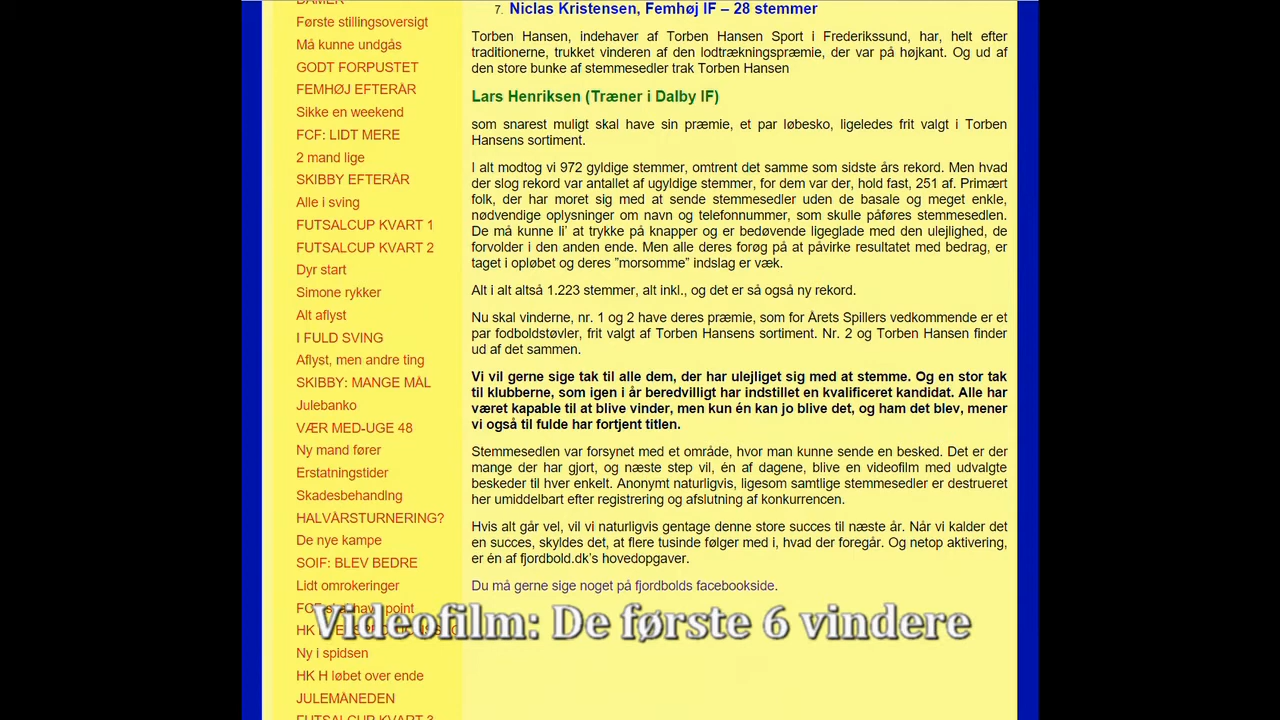 DAMER
Første stillingsoversigt
Må kunne undgås
GODT FORPUSTET
FEMHØJ EFTERÅR
Sikke en weekend
FCF: LIDT MERE
2 mand lige
SKIBBY EFTERÅR
Alle i sving
FUTSALCUP KVART 1
FUTSALCUP KVART 2
Dyr start
Simone rykker
Alt aflyst
I FULD SVING
Aflyst, men andre ting
SKIBBY: MANGE MÅL
Julebanko
VÆR MED-UGE 48
Ny mand fører
Erstatningstider
Skadesbehandlng
HALVÅRSTURNERING?
De nye kampe
SOIF: BLEV BEDRE
Lidt omrokeringer
point
HK
Ny i spidsen
HK H løbet over ende
JULEMÅNEDEN
FUTSALCUP KVART 3
7. Niclas Kristensen, Femhøj IF – 28 stemmer
Torben Hansen, indehaver af Torben Hansen Sport i Frederikssund, har, helt efter
traditionerne, trukket vinderen af den lodtrækningspræmie, der var på højkant. Og ud af
den store bunke af stemmesedler trak Torben Hansen
Lars Henriksen (Træner i Dalby IF)
som snarest muligt skal have sin præmie, et par løbesko, ligeledes frit valgt i Torben
Hansens sortiment.
I alt modtog vi 972 gyldige stemmer, omtrent det samme som sidste års rekord. Men hvad
der slog rekord var antallet af ugyldige stemmer, for dem var der, hold fast, 251 af. Primært
folk, der har moret sig med at sende stemmesedler uden de basale og meget enkle,
nødvendige oplysninger om navn og telefonnummer, som skulle påføres stemmesedlen.
De må kunne li’ at trykke på knapper og er bedøvende ligeglade med den ulejlighed, de
forvolder i den anden ende. Men alle deres forøg på at påvirke resultatet med bedrag, er
taget i opløbet og deres ”morsomme” indslag er væk.
Alt i alt altså 1.223 stemmer, alt inkl., og det er så også ny rekord.
Nu skal vinderne, nr. 1 og 2 have deres præmie, som for Årets Spillers vedkommende er et
par fodboldstøvler, frit valgt af Torben Hansens sortiment. Nr. 2 og Torben Hansen finder
ud af det sammen.
Vi vil gerne sige tak til alle dem, der har ulejliget sig med at stemme. Og en stor tak
til klubberne, som igen i år beredvilligt har indstillet en kvalificeret kandidat. Alle har
været kapable til at blive vinder, men kun én kan jo blive det, og ham det blev, mener
vi også til fulde har fortjent titlen.
Stemmesedlen var forsynet med et område, hvor man kunne sende en besked. Det er der
mange der har gjort, og næste step vil, én af dagene, blive en videofilm med udvalgte
beskeder til hver enkelt. Anonymt naturligvis, ligesom samtlige stemmesedler er destrueret
her umiddelbart efter registrering og afslutning af konkurrencen.
Hvis alt går vel, vil vi naturligvis gentage denne store succes til næste år. Når vi kalder det
en succes, skyldes det, at flere tusinde følger med i, hvad der foregår. Og netop aktivering,
er én af fjordbold.dk’s hovedopgaver.
Du må gerne sige noget på fjordbolds facebookside.
Videofilm: De første 6 vindere